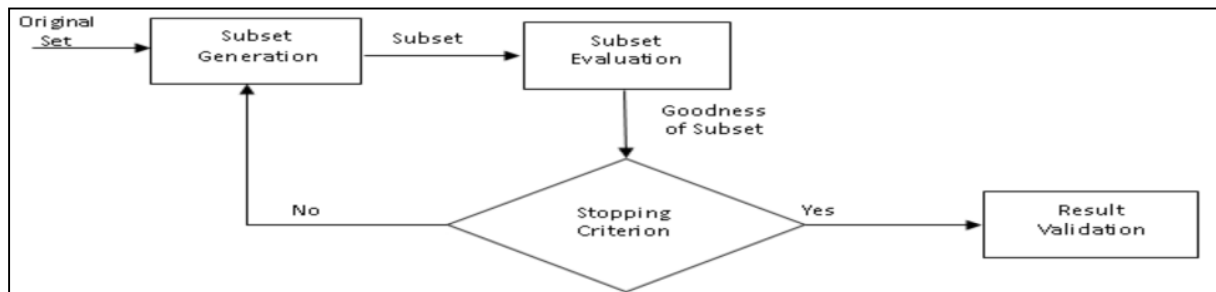 Original
Set
Subset
Generation
Subset
Subset
Evaluation
Goodness
of Subset
No
Stopping
Criterion
Yes
Result
Validation